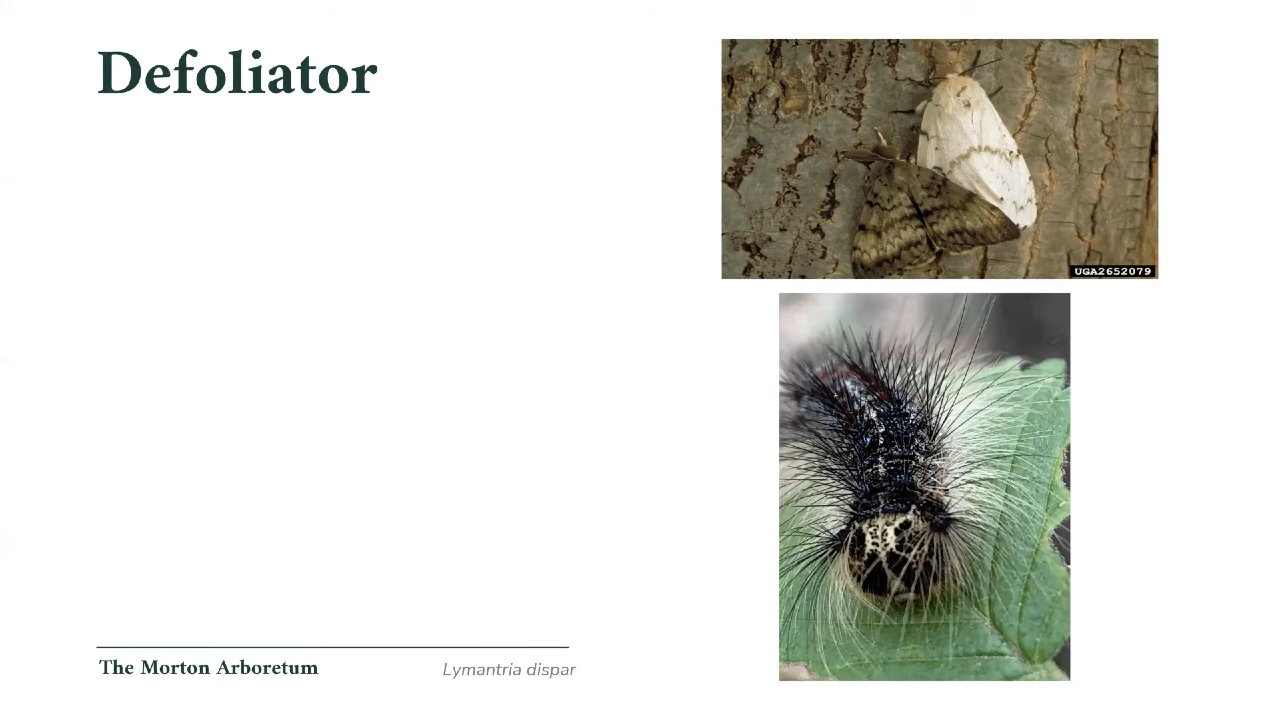 Defoliator
UGA2652079
The Morton Arboretum
Lymantria dispar